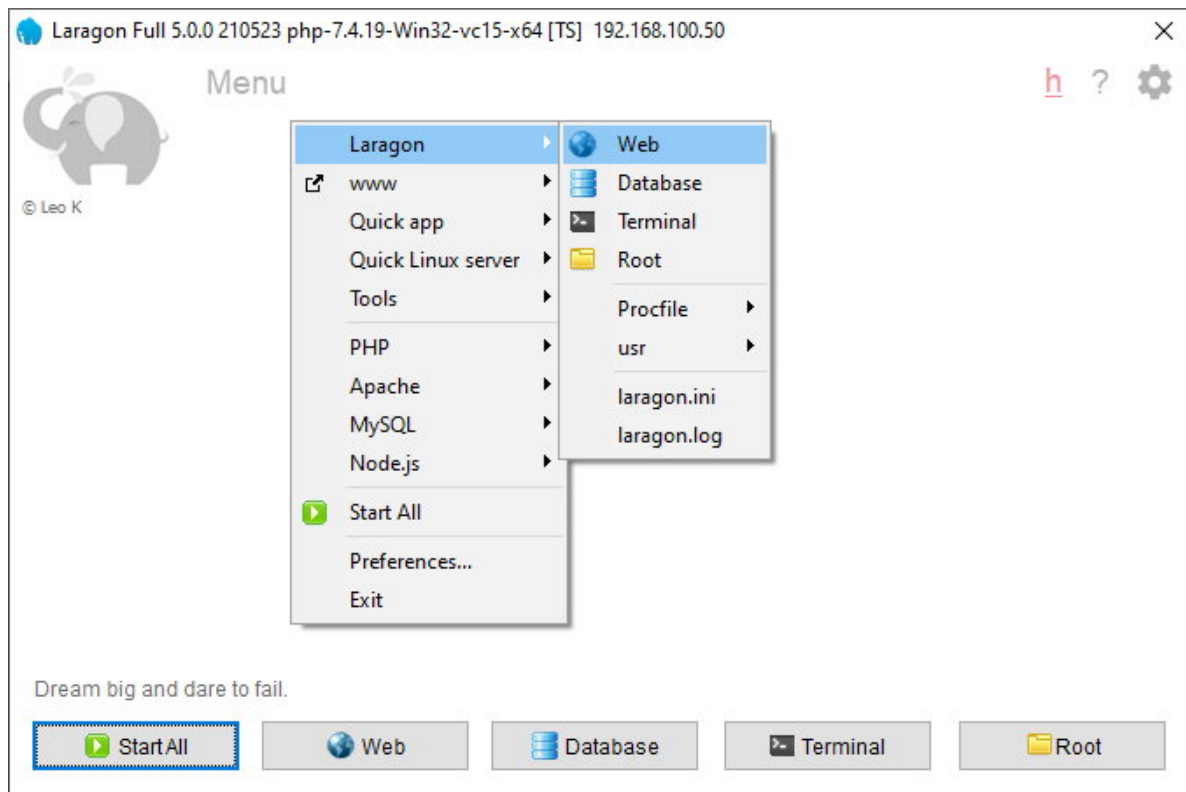 Laragon Full 5.0.0 210523 php-7.4.19-Win32-vc15-x64 [TS] 192.168.100.50
Menu
h ?
© Leo K
Laragon
www
Quick app
Quick Linux server
Tools
PHP
Apache
MySQL
Node.js
Start All
Preferences...
Exit
Web
Database
Terminal
Root
Procfile
usr
laragon.ini
laragon.log
Dream big and dare to fail.
Start All Web Database Terminal Root